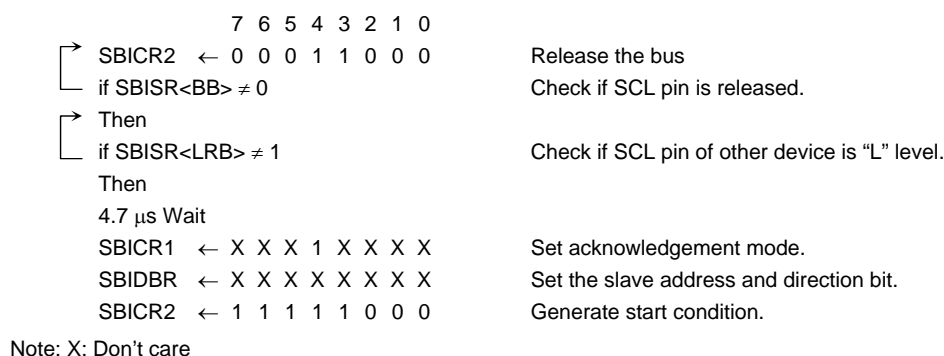 7 6 5 4 3 2 1 0
SBICR2 ← 0 0 0 1 1 0 0 0 Release the bus
if SBISR<BB> ≠ 0 Check if SCL pin is released.
Then
if SBISR<LRB> ≠ 1 Check if SCL pin of other device is “L” level.
Then
4.7 μs Wait
SBICR1 ← X X X 1 X X X X Set acknowledgement mode.
SBIDBR ← X X X X X X X X Set the slave address and direction bit.
SBICR2 ← 1 1 1 1 1 0 0 0 Generate start condition.
Note: X: Don’t care